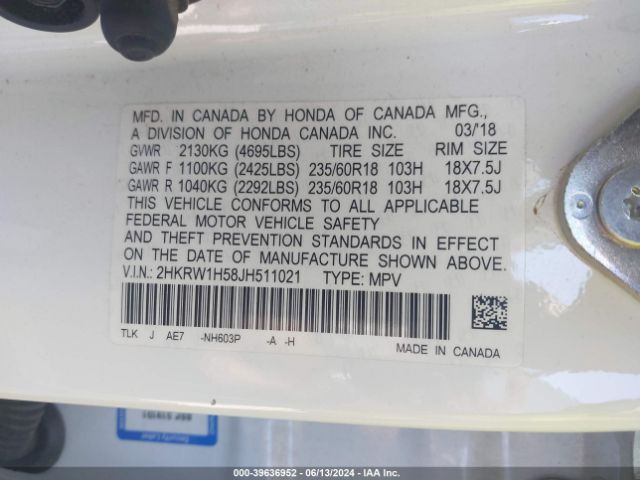 MFD. IN CANADA BY HONDA OF CANADA MFG.,
A DIVISION OF HONDA CANADA INC. 03/'18
GVWR 2130KG (4695LBS) TIRE SIZE RIM SIZE
GAWR F 1100KG (2425LBS) 235/60R18 103H 18X7.5J
GAWR R 1040KG (2292LBS) 235/60R18 103H 18X7.5J
THIS VEHICLE CONFORMS TO ALL APPLICABLE
FEDERAL MOTOR VEHICLE SAFETY
AND THEFT PREVENTION STANDARDS IN EFFECT
ON THE DATE OF MANUFACTURE SHOWN ABOVE.
V.I.N.: 2HKRW1H58JH511021 TYPE: MPV
TLK J AE7 -NH603P -A -H
MADE IN CANADA
Security Label
000-39636952 - 06/13/2024 - IAA Inc.